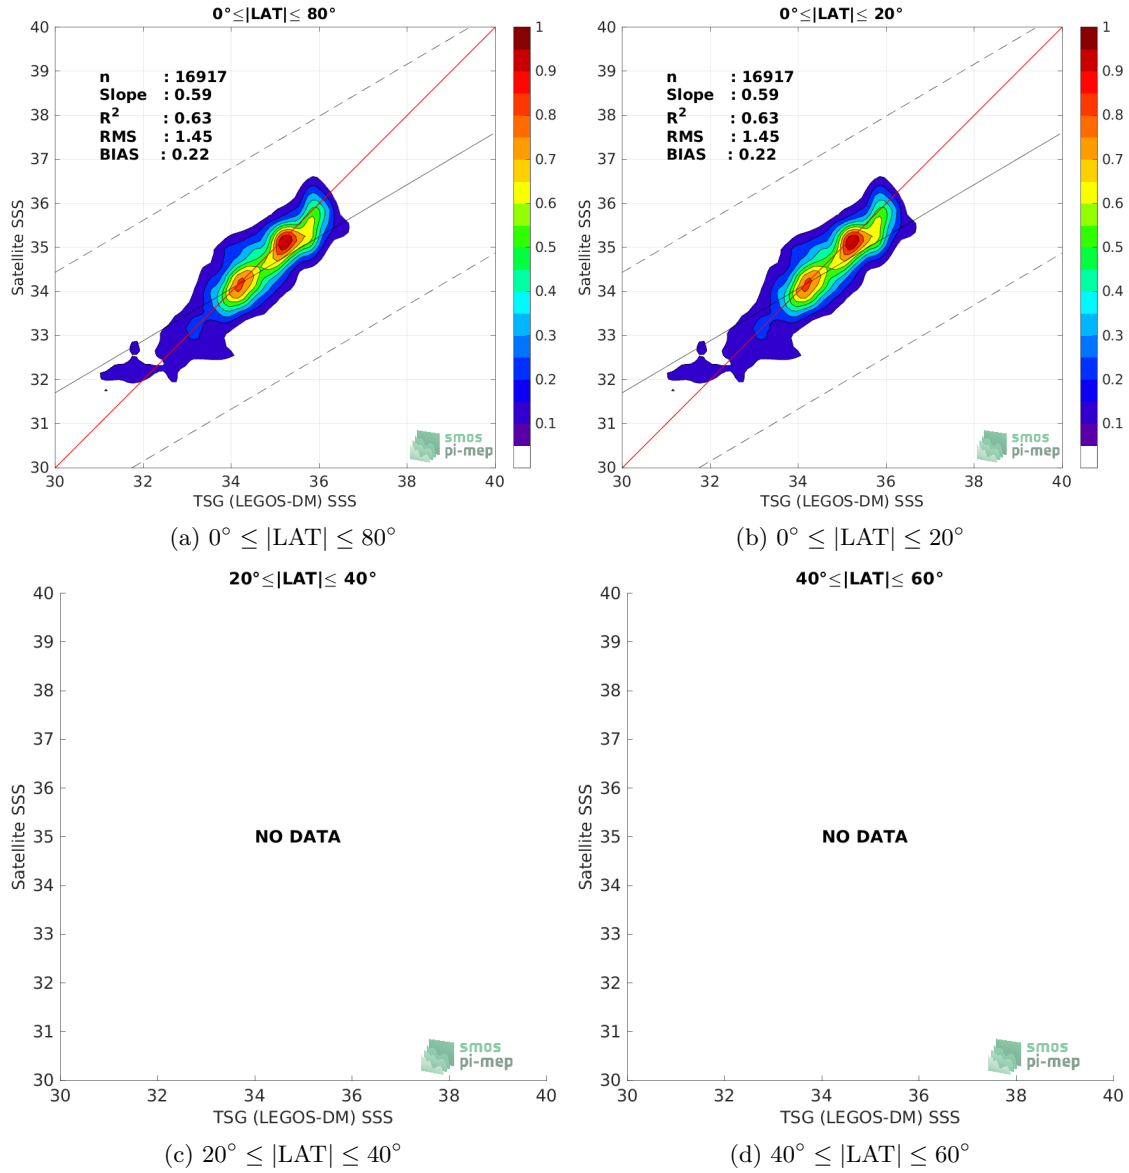 0°≤|LAT|≤ 80°
40
39
38
37
36
35
34
33
32
31
30
n : 16917
Slope : 0.59
R² : 0.63
RMS : 1.45
BIAS : 0.22
Satellite SSS
30 32 34 36 38 40
TSG (LEGOS-DM) SSS
smos
pi-mep
1
0.9
0.8
0.7
0.6
0.5
0.4
0.3
0.2
0.1
(a) 0° ≤ |LAT| ≤ 80°
0°≤|LAT|≤ 20°
40
39
38
37
36
35
34
33
32
31
30
n : 16917
Slope : 0.59
R² : 0.63
RMS : 1.45
BIAS : 0.22
Satellite SSS
30 32 34 36 38 40
TSG (LEGOS-DM) SSS
smos
pi-mep
1
0.9
0.8
0.7
0.6
0.5
0.4
0.3
0.2
0.1
(b) 0° ≤ |LAT| ≤ 20°
20°≤|LAT|≤ 40°
40
39
38
37
36
35
34
33
32
31
30
NO DATA
Satellite SSS
30 32 34 36 38 40
TSG (LEGOS-DM) SSS
smos
pi-mep
(c) 20° ≤ |LAT| ≤ 40°
40°≤|LAT|≤ 60°
40
39
38
37
36
35
34
33
32
31
30
NO DATA
Satellite SSS
30 32 34 36 38 40
TSG (LEGOS-DM) SSS
smos
pi-mep
(d) 40° ≤ |LAT| ≤ 60°